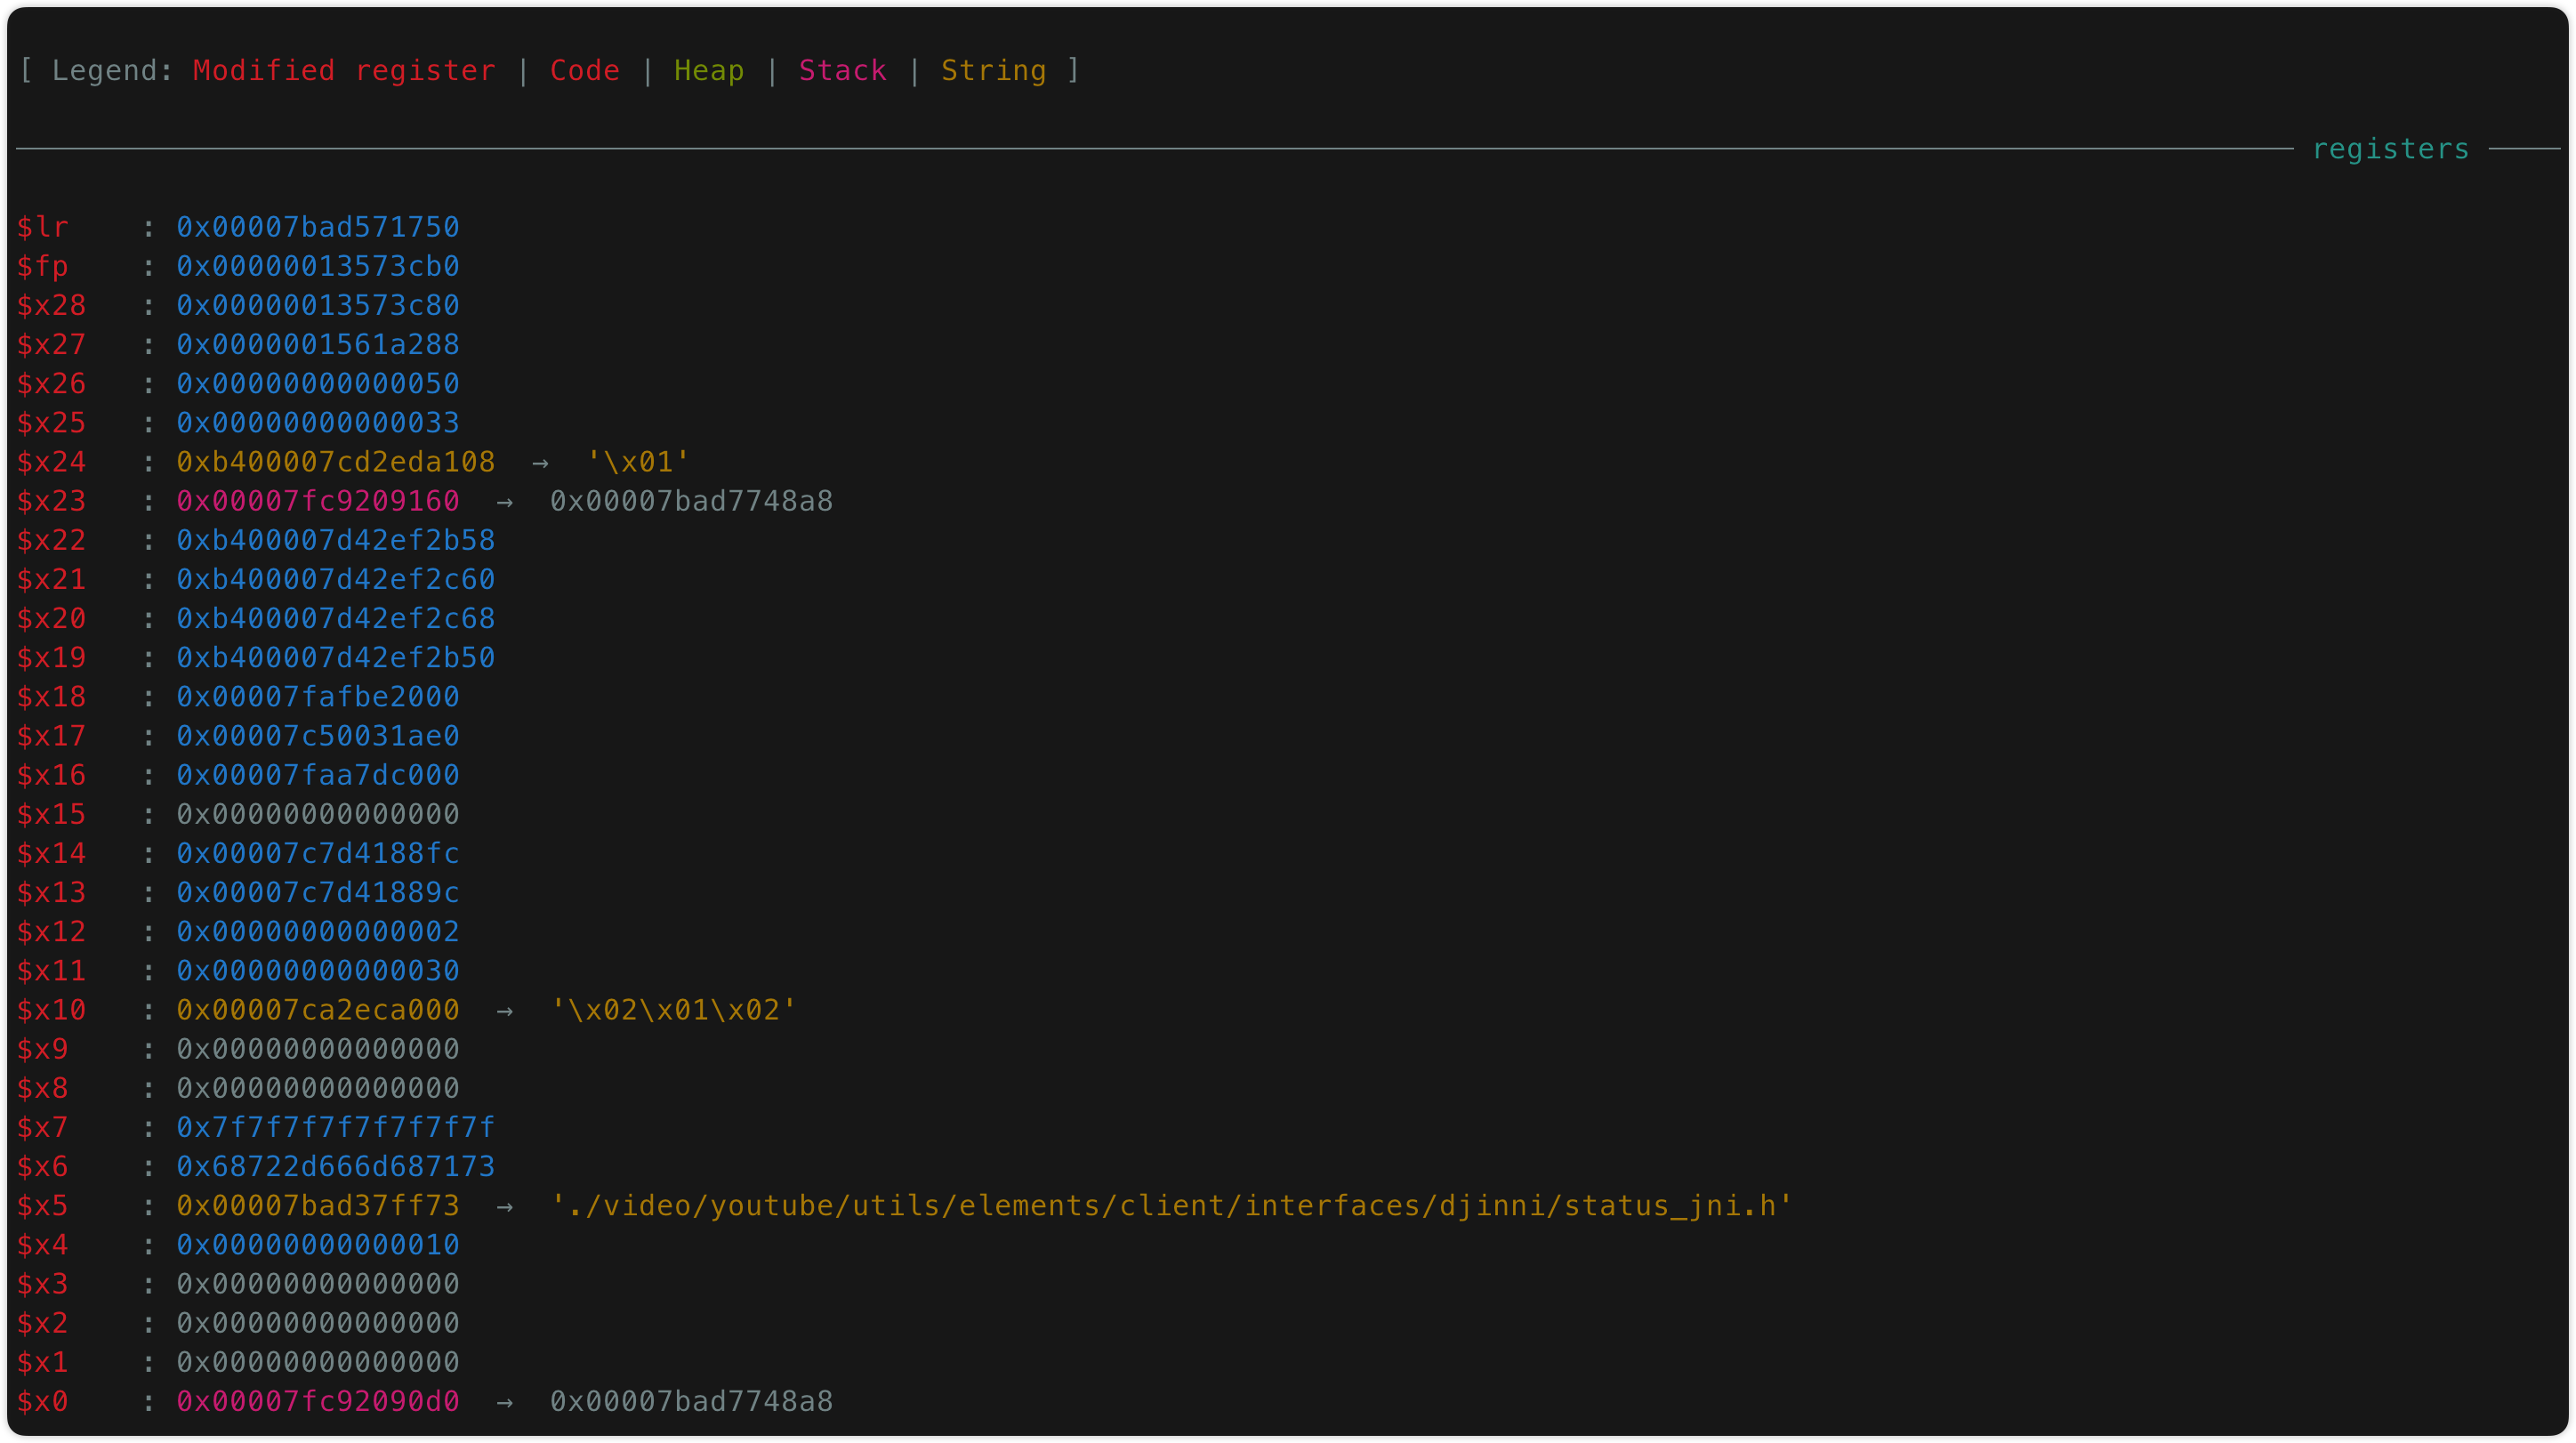 [ Legend: Modified register | Code | Heap | Stack | String ]
registers
$lr : 0x00007bad571750
$fp : 0x00000013573cb0
$x28 : 0x00000013573c80
$x27 : 0x0000001561a288
$x26 : 0x00000000000050
$x25 : 0x00000000000033
$x24 : 0xb400007cd2eda108 → '\x01'
$x23 : 0x00007fc9209160 → 0x00007bad7748a8
$x22 : 0xb400007d42ef2b58
$x21 : 0xb400007d42ef2c60
$x20 : 0xb400007d42ef2c68
$x19 : 0xb400007d42ef2b50
$x18 : 0x00007fafbe2000
$x17 : 0x00007c50031ae0
$x16 : 0x00007faa7dc000
$x15 : 0x00000000000000
$x14 : 0x00007c7d4188fc
$x13 : 0x00007c7d41889c
$x12 : 0x00000000000002
$x11 : 0x00000000000030
$x10 : 0x00007ca2eca000 → '\x02\x01\x02'
$x9 : 0x00000000000000
$x8 : 0x00000000000000
$x7 : 0x7f7f7f7f7f7f7f7f
$x6 : 0x68722d666d687173
$x5 : 0x00007bad37ff73 → './video/youtube/utils/elements/client/interfaces/djinni/status_jni.h'
$x4 : 0x00000000000010
$x3 : 0x00000000000000
$x2 : 0x00000000000000
$x1 : 0x00000000000000
$x0 : 0x00007fc92090d0 → 0x00007bad7748a8